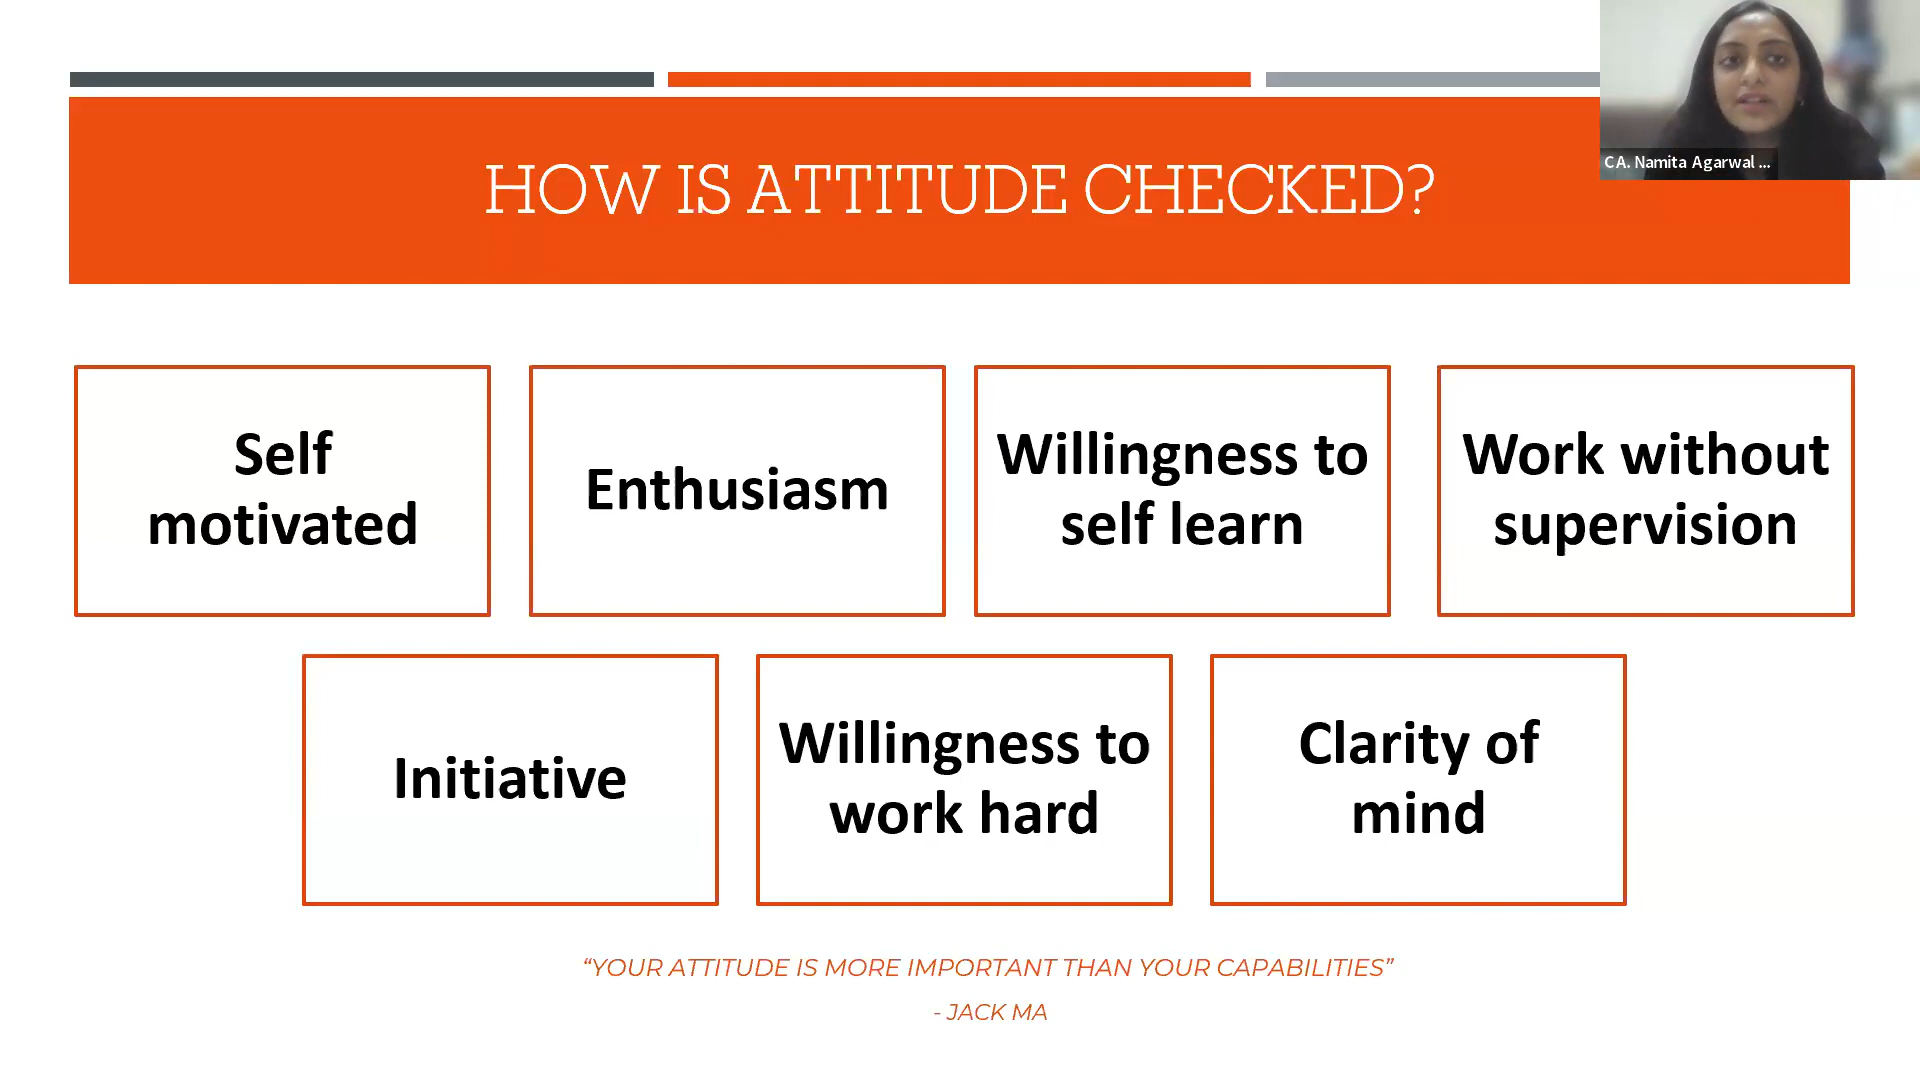 CA. Namita Agarwal ...
HOW IS ATTITUDE CHECKED?
Self
motivated
Enthusiasm
Willingness to
self learn
Work without
supervision
Initiative
Willingness to
work hard
Clarity of
mind
“YOUR ATTITUDE IS MORE IMPORTANT THAN YOUR CAPABILITIES”
- JACK MA